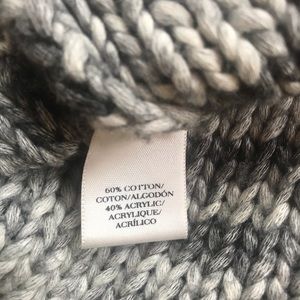 60% COTTON/
COTON/ALGODÓN
40% ACRYLIC/
ACRYLIQUE/
ACRÍLICO